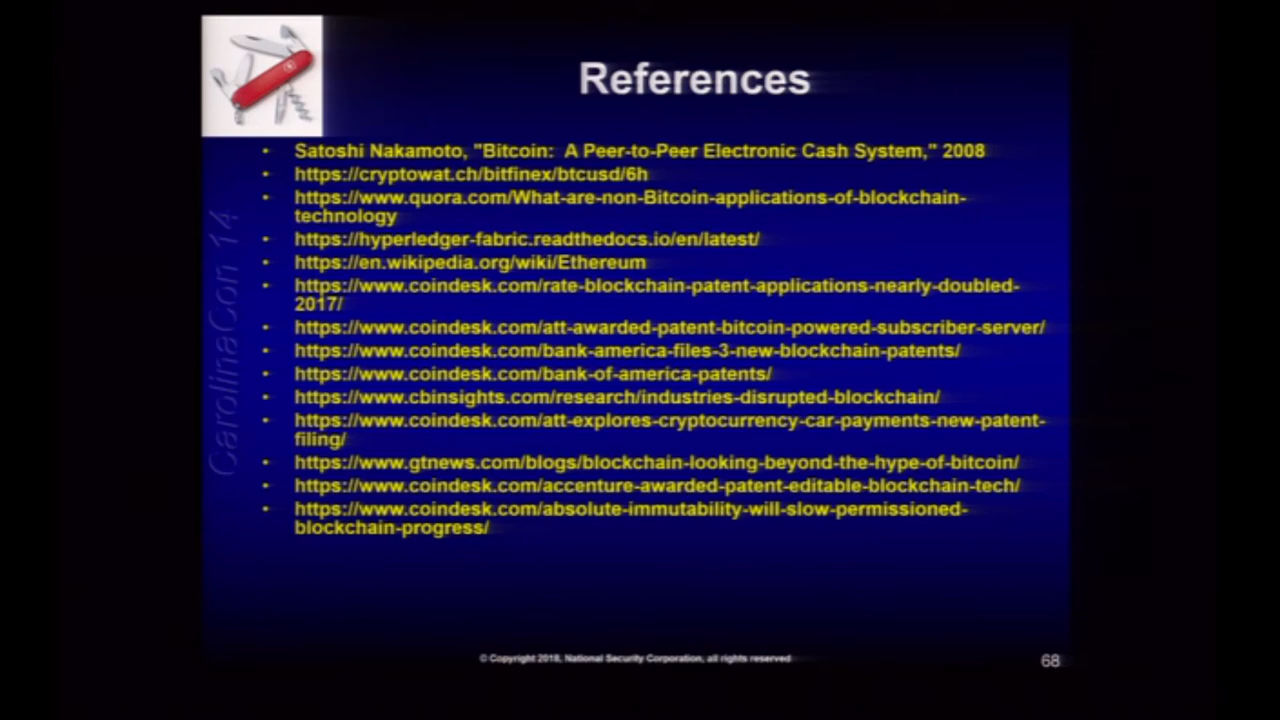 References
• Satoshi Nakamoto, "Bitcoin:  A Peer-to-Peer Electronic Cash System," 2008
• https://cryptowat.ch/bitfinex/btcusd/6h
• https://www.quora.com/What-are-non-Bitcoin-applications-of-blockchain-
technology
• https://hyperledger-fabric.readthedocs.io/en/latest/
• https://en.wikipedia.org/wiki/Ethereum
• https://www.coindesk.com/rate-blockchain-patent-applications-nearly-doubled-
2017/
• https://www.coindesk.com/att-awarded-patent-bitcoin-powered-subscriber-server/
• https://www.coindesk.com/bank-america-files-3-new-blockchain-patents/
• https://www.coindesk.com/bank-of-america-patents/
• https://www.cbinsights.com/research/industries-disrupted-blockchain/
• https://www.coindesk.com/att-explores-cryptocurrency-car-payments-new-patent-
filing/
• https://www.gtnews.com/blogs/blockchain-looking-beyond-the-hype-of-bitcoin/
• https://www.coindesk.com/accenture-awarded-patent-editable-blockchain-tech/
• https://www.coindesk.com/absolute-immutability-will-slow-permissioned-
blockchain-progress/
CarolinaCon 14
© Copyright 2018, National Security Corporation, all rights reserved
68